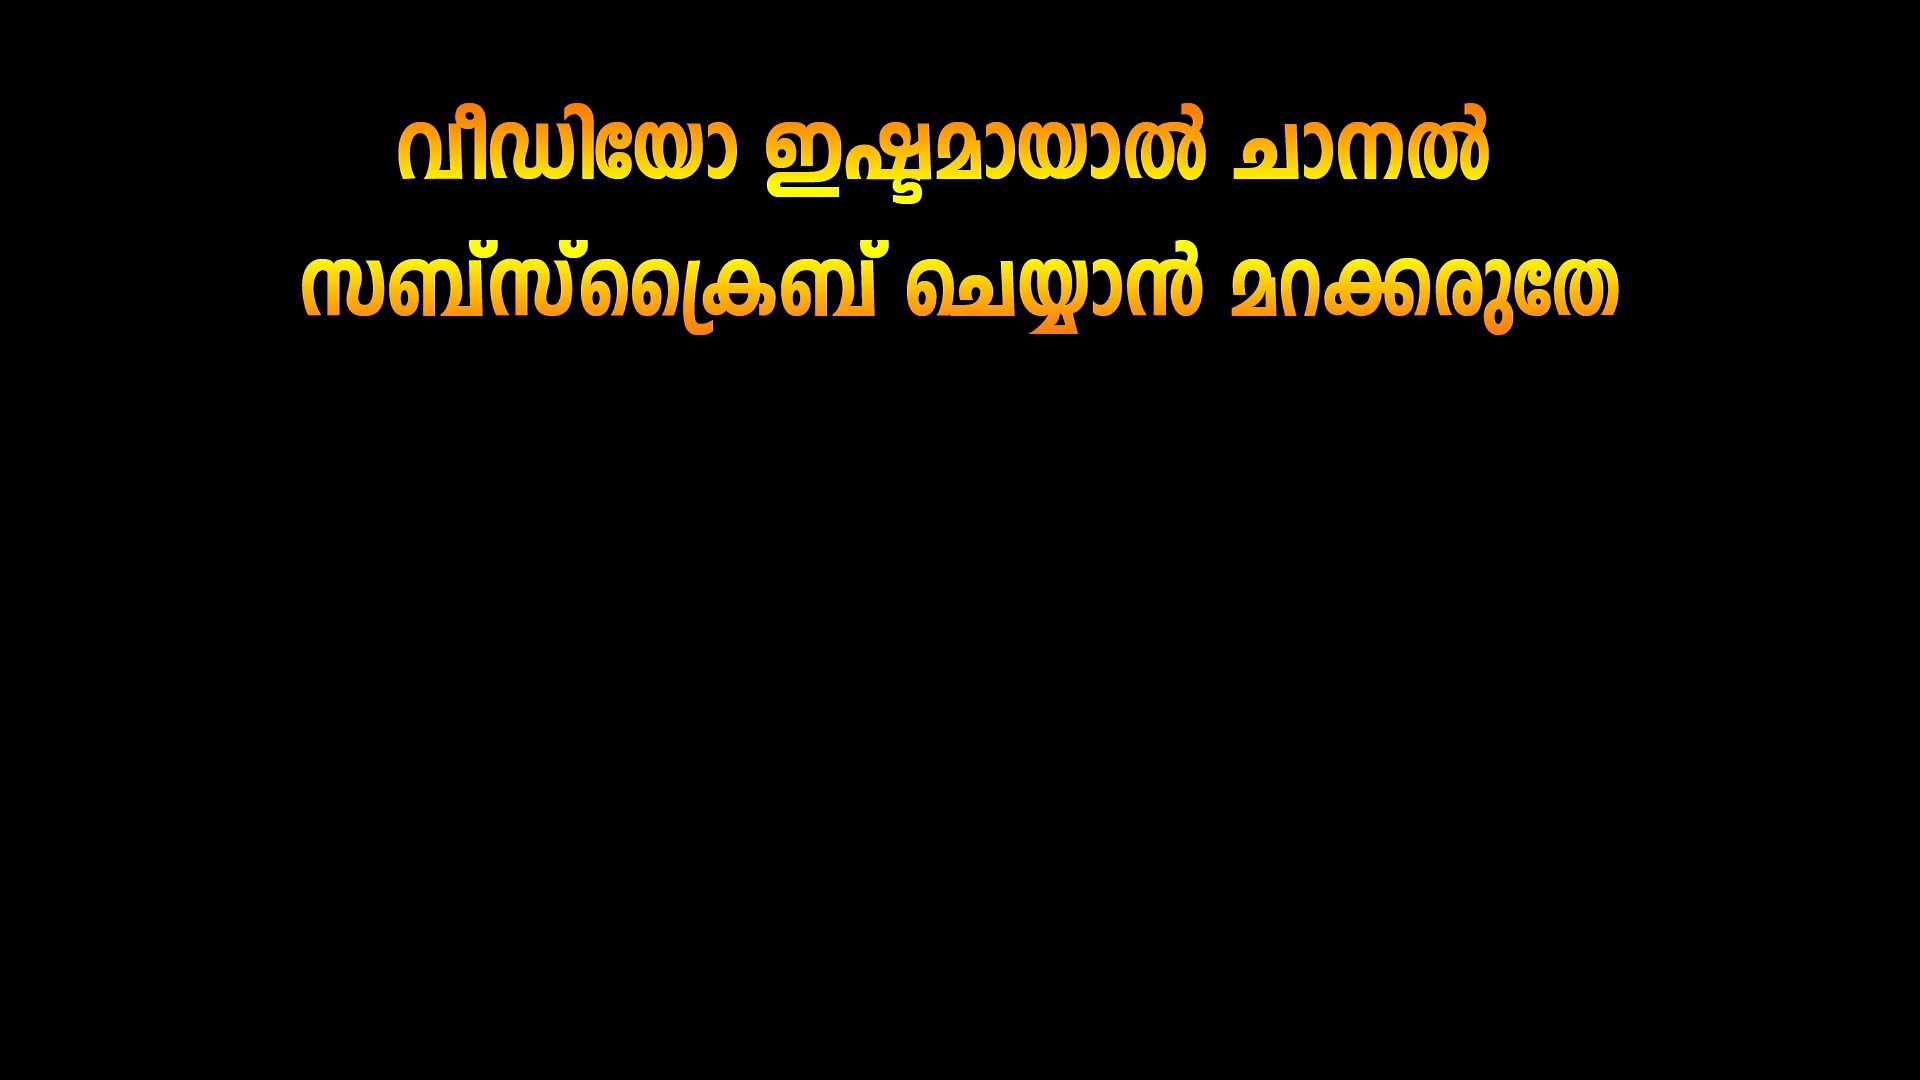 വീഡിയോ ഇഷ്ടമായാൽ ചാനൽ
സബ്സ്ക്രൈബ് ചെയ്യാൻ മറക്കരുതേ